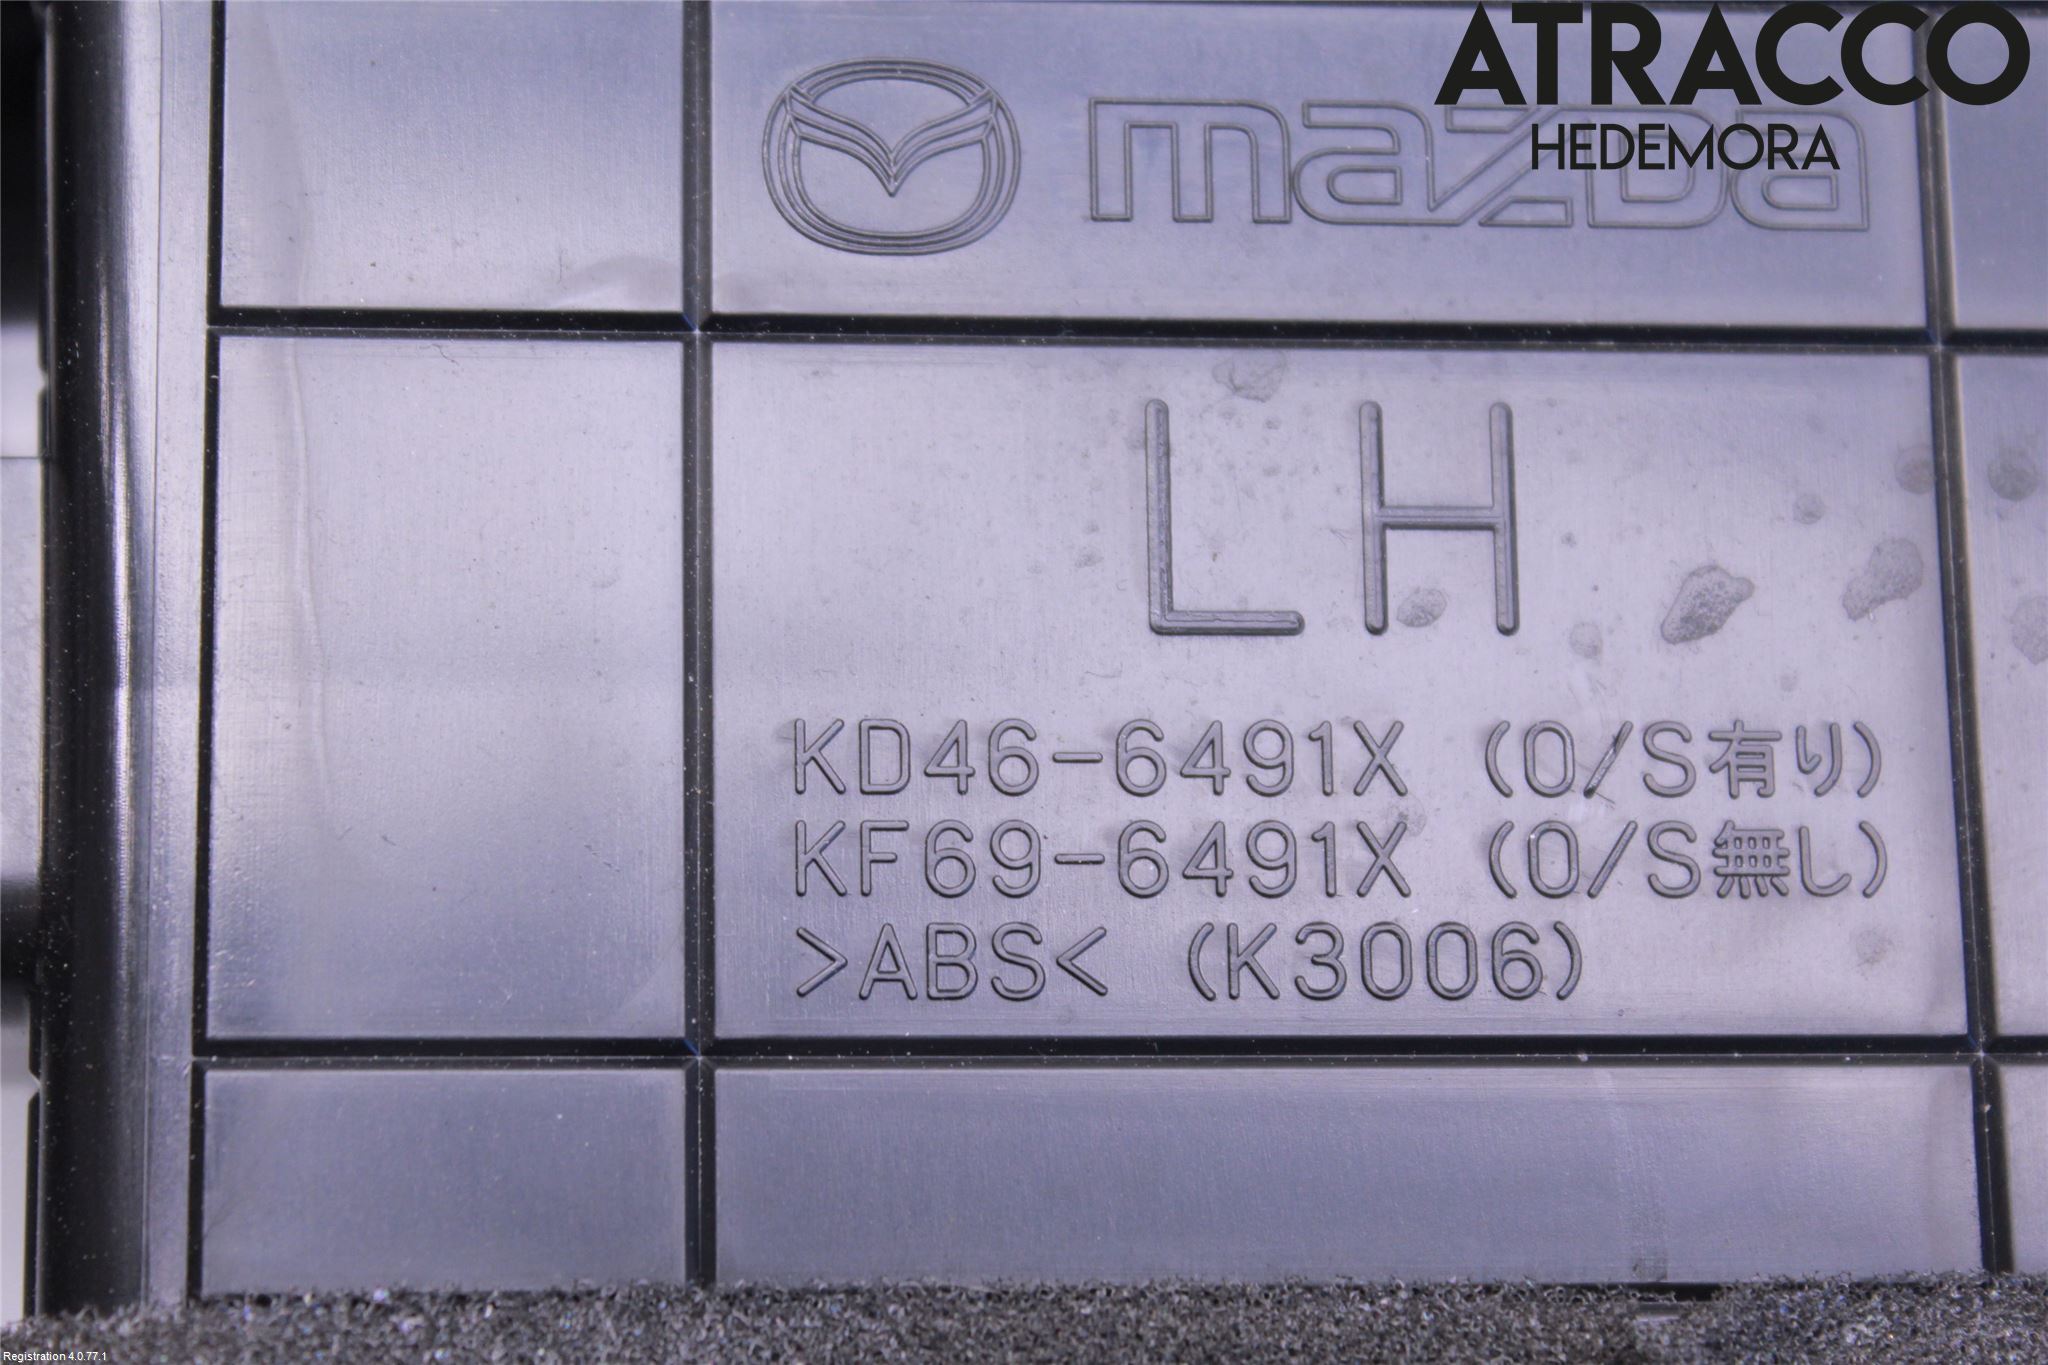 ATRACCO
HEDEMORA
mazda
LH
KD46-6491X (O/S有り)
KF69-6491X (O/S無し)
>ABS< (K3006)
Registration 4.0.77.1